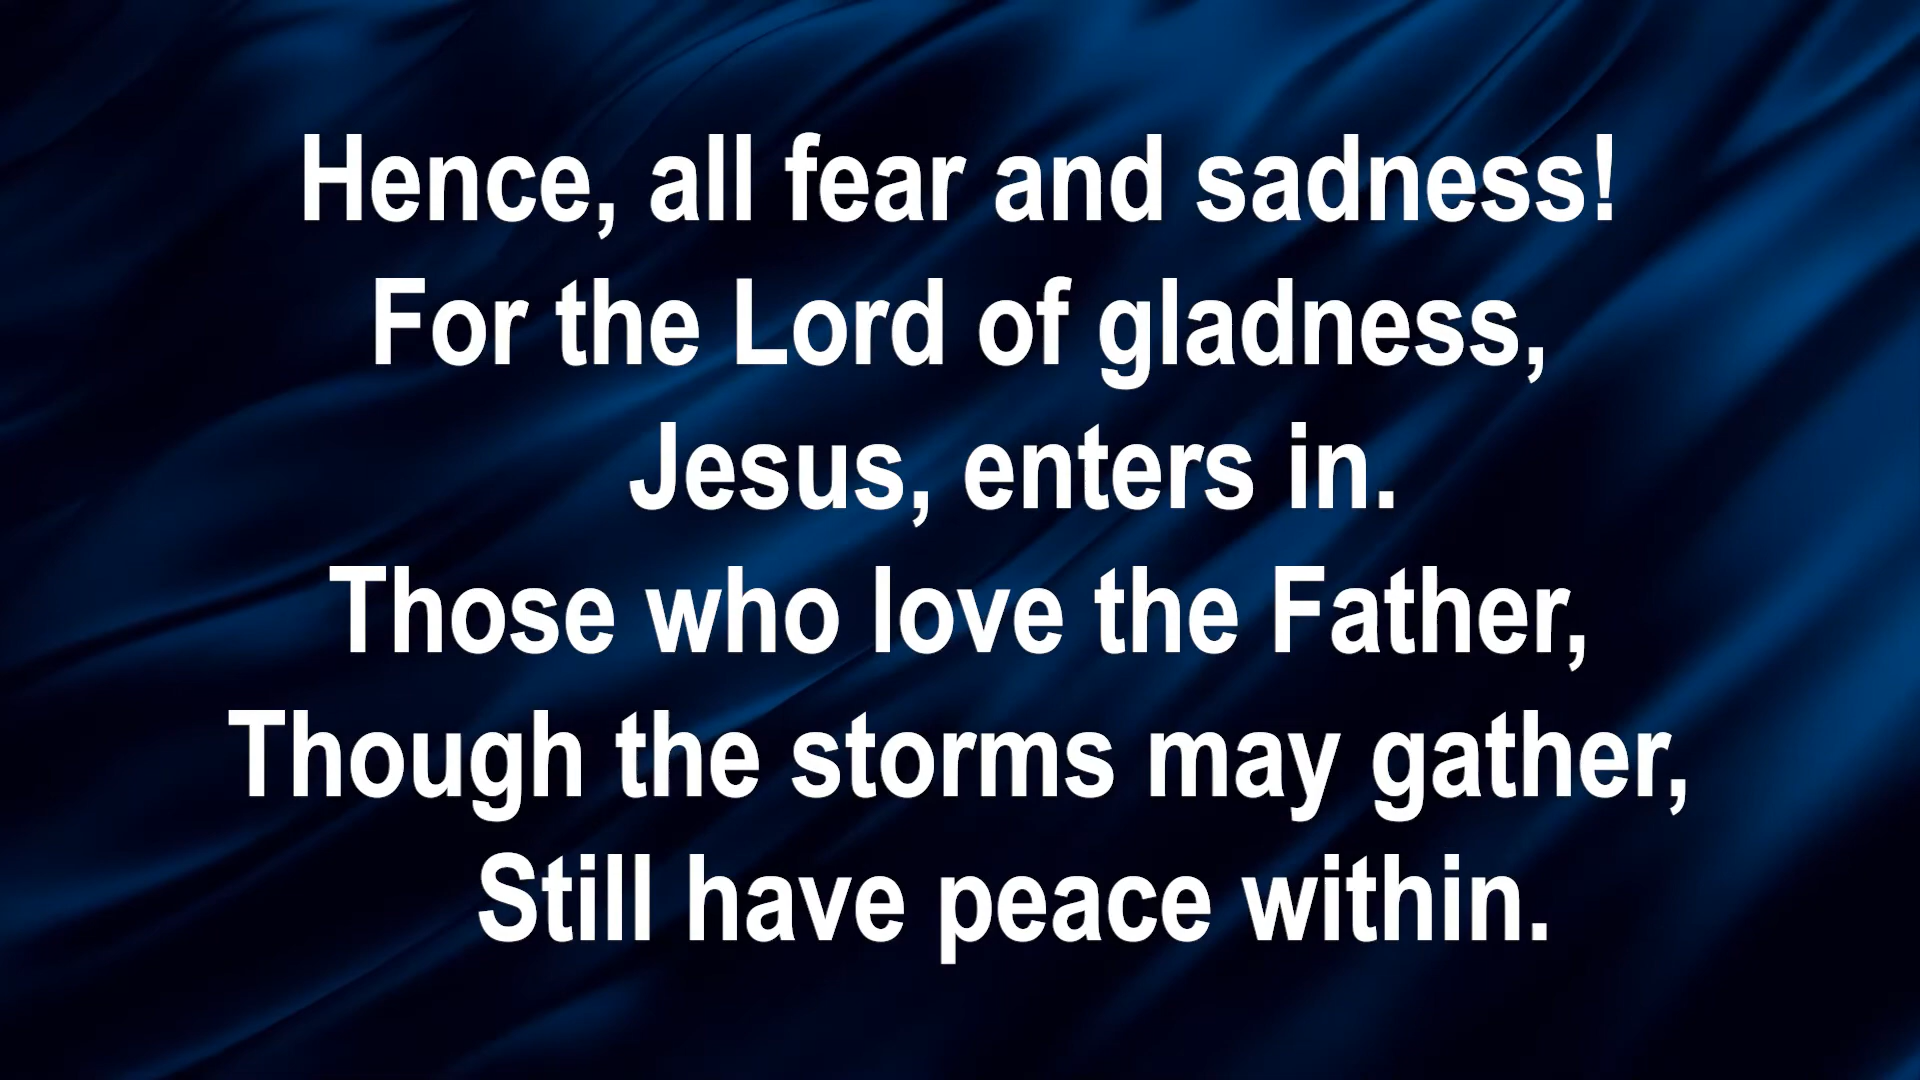 Hence, all fear and sadness!
For the Lord of gladness,
Jesus, enters in.
Those who love the Father,
Though the storms may gather,
Still have peace within.